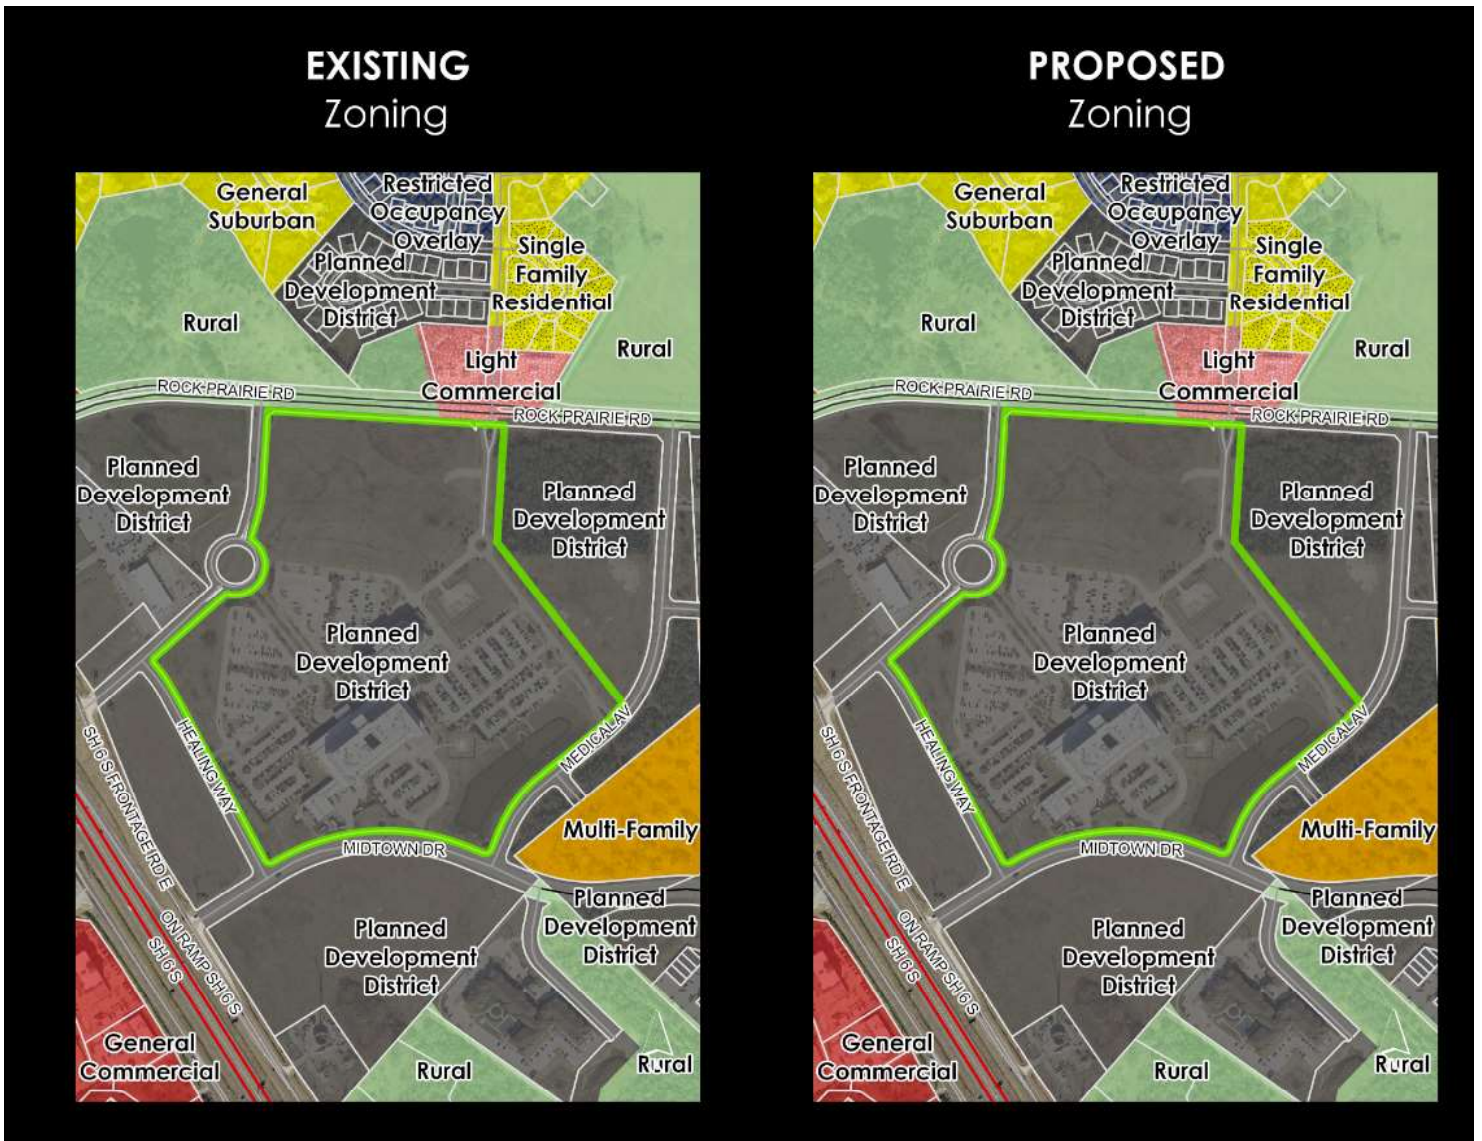 EXISTING
Zoning
General
Suburban
Restricted
Occupancy
Overlay
Single
Family
Residential
Planned
Development
District
Rural
Rural
Light
Commercial
ROCK PRAIRIE RD
ROCK PRAIRIE RD
Planned
Development
District
Planned
Development
District
Planned
Development
District
HEALING WAY
MEDICAL AV
SH 6 S FRONTAGE RD E
MIDTOWN DR
Multi-Family
ON RAMP SH 6 S
SH 6 S
Planned
Development
District
Planned
Development
District
General
Commercial
Rural
Rural
PROPOSED
Zoning
General
Suburban
Restricted
Occupancy
Overlay
Single
Family
Residential
Planned
Development
District
Rural
Rural
Light
Commercial
ROCK PRAIRIE RD
ROCK PRAIRIE RD
Planned
Development
District
Planned
Development
District
Planned
Development
District
HEALING WAY
MEDICAL AV
SH 6 S FRONTAGE RD E
MIDTOWN DR
Multi-Family
ON RAMP SH 6 S
SH 6 S
Planned
Development
District
Planned
Development
District
General
Commercial
Rural
Rural